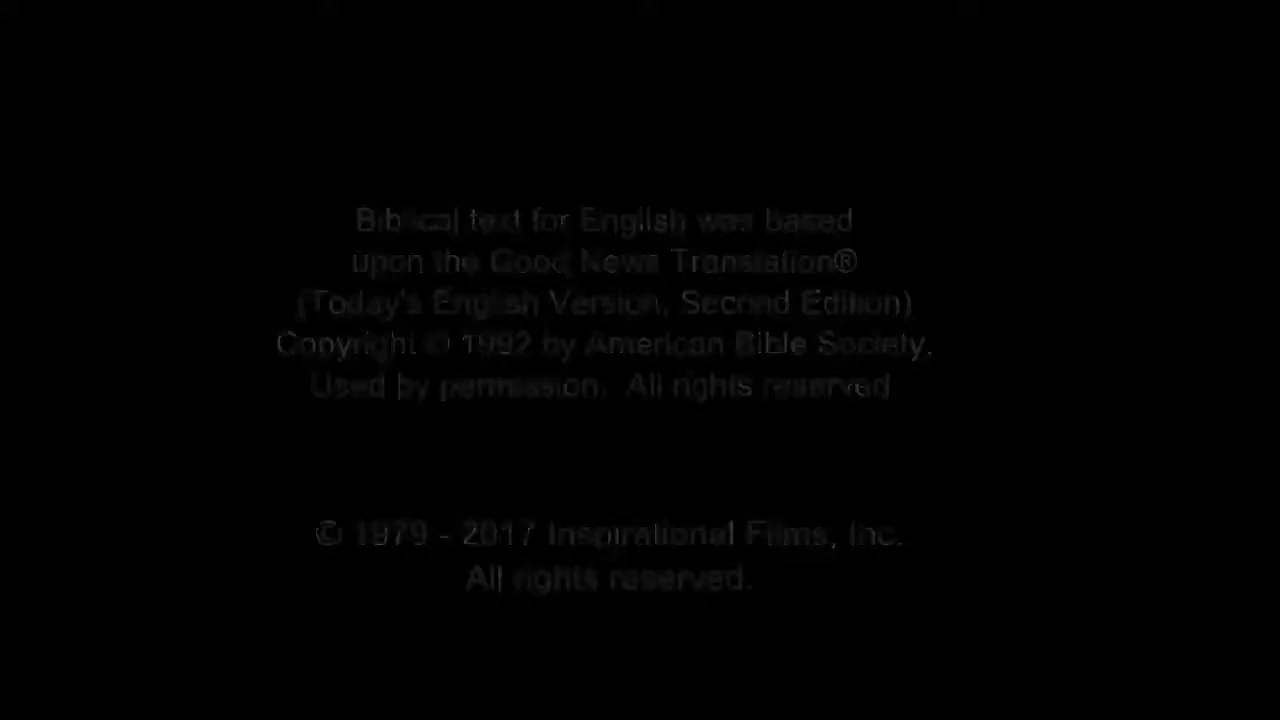 Biblical text for English was based
upon the Good News Translation®
(Today's English Version, Second Edition)
Copyright © 1992 by American Bible Society.
Used by permission. All rights reserved
© 1979 - 2017 Inspirational Films, Inc.
All rights reserved.